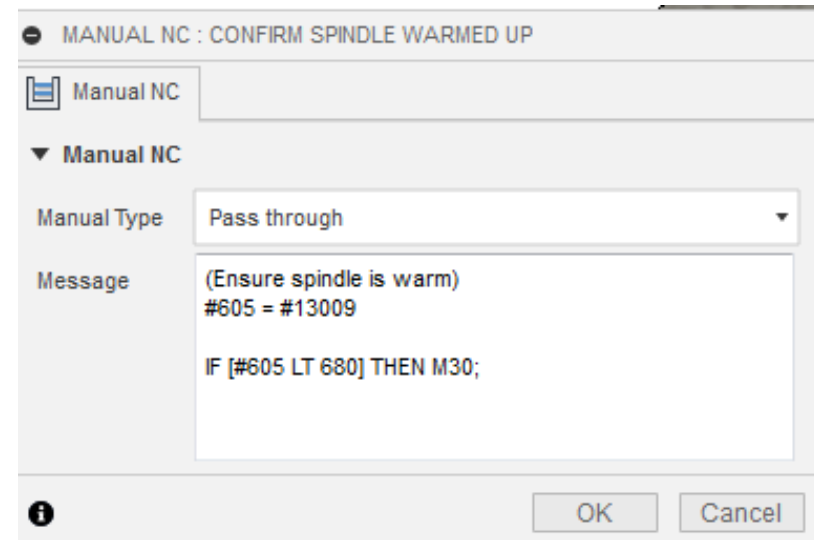 MANUAL NC : CONFIRM SPINDLE WARMED UP
Manual NC
Manual NC
Manual Type
Pass through
Message
(Ensure spindle is warm)
#605 = #13009
IF [#605 LT 680] THEN M30;
OK
Cancel